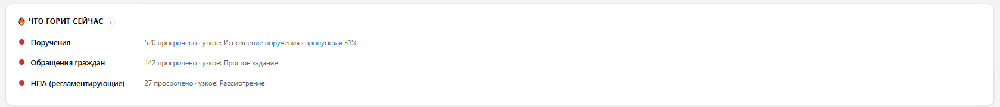 🔥 ЧТО ГОРИТ СЕЙЧАС i
Поручения 520 просрочено · узкое: Исполнение поручения · пропускная 31%
Обращения граждан 142 просрочено · узкое: Простое задание
НПА (регламентирующие) 27 просрочено · узкое: Рассмотрение